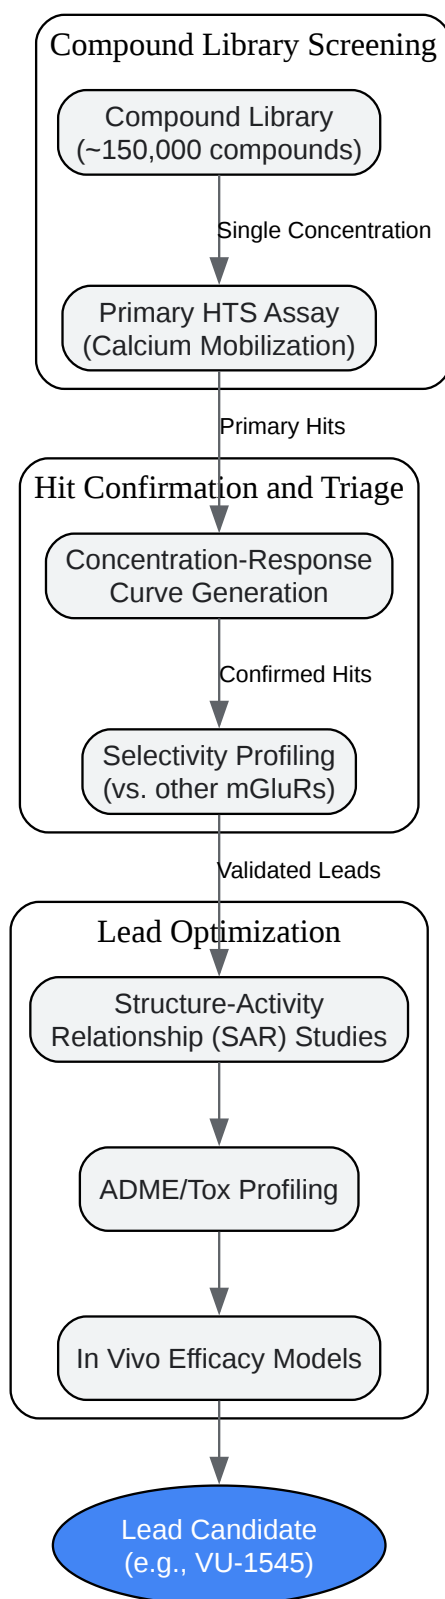 Compound Library Screening
Compound Library
(~150,000 compounds)
Single Concentration
Primary HTS Assay
(Calcium Mobilization)
Primary Hits
Hit Confirmation and Triage
Concentration-Response
Curve Generation
Confirmed Hits
Selectivity Profiling
(vs. other mGluRs)
Validated Leads
Lead Optimization
Structure-Activity
Relationship (SAR) Studies
ADME/Tox Profiling
In Vivo Efficacy Models
Lead Candidate
(e.g., VU-1545)